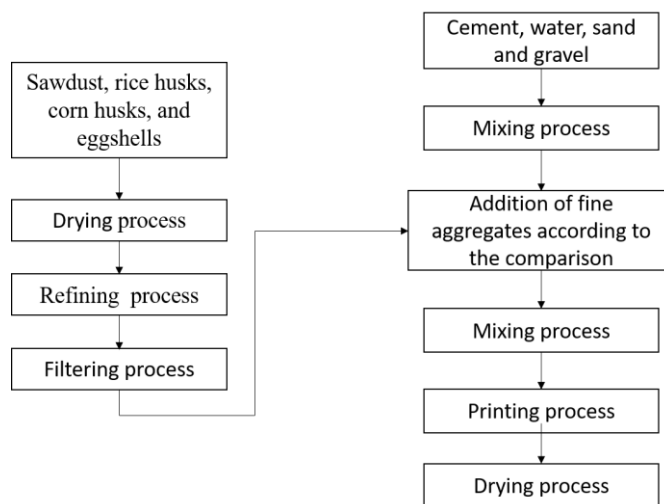 Sawdust, rice husks,
corn husks, and
eggshells
Drying process
Refining  process
Filtering process
Cement, water, sand
and gravel
Mixing process
Addition of fine
aggregates according to
the comparison
Mixing process
Printing process
Drying process